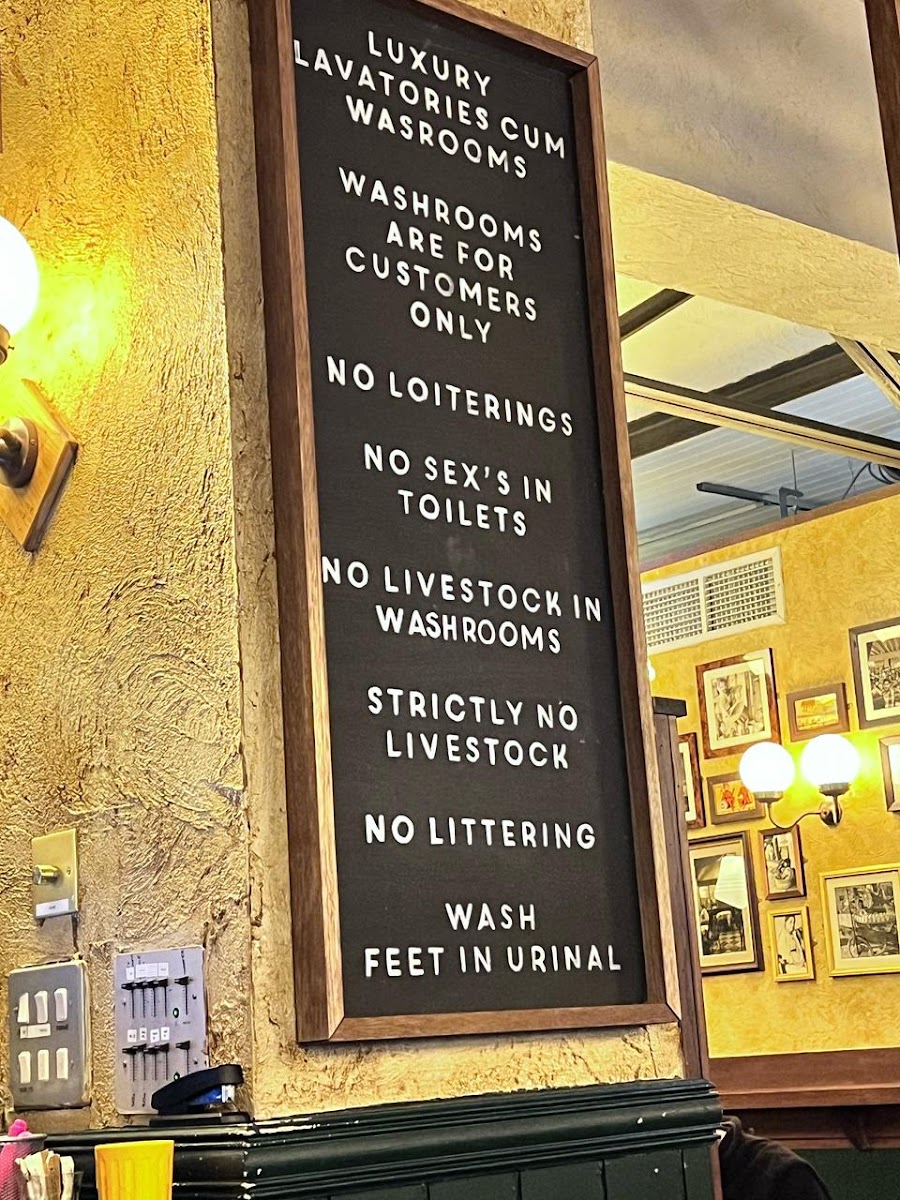 LUXURY
LAVATORIES CUM
WASROOMS
WASHROOMS
ARE FOR
CUSTOMERS
ONLY
NO LOITERINGS
NO SEX'S IN
TOILETS
NO LIVESTOCK IN
WASHROOMS
STRICTLY NO
LIVESTOCK
NO LITTERING
WASH
FEET IN URINAL